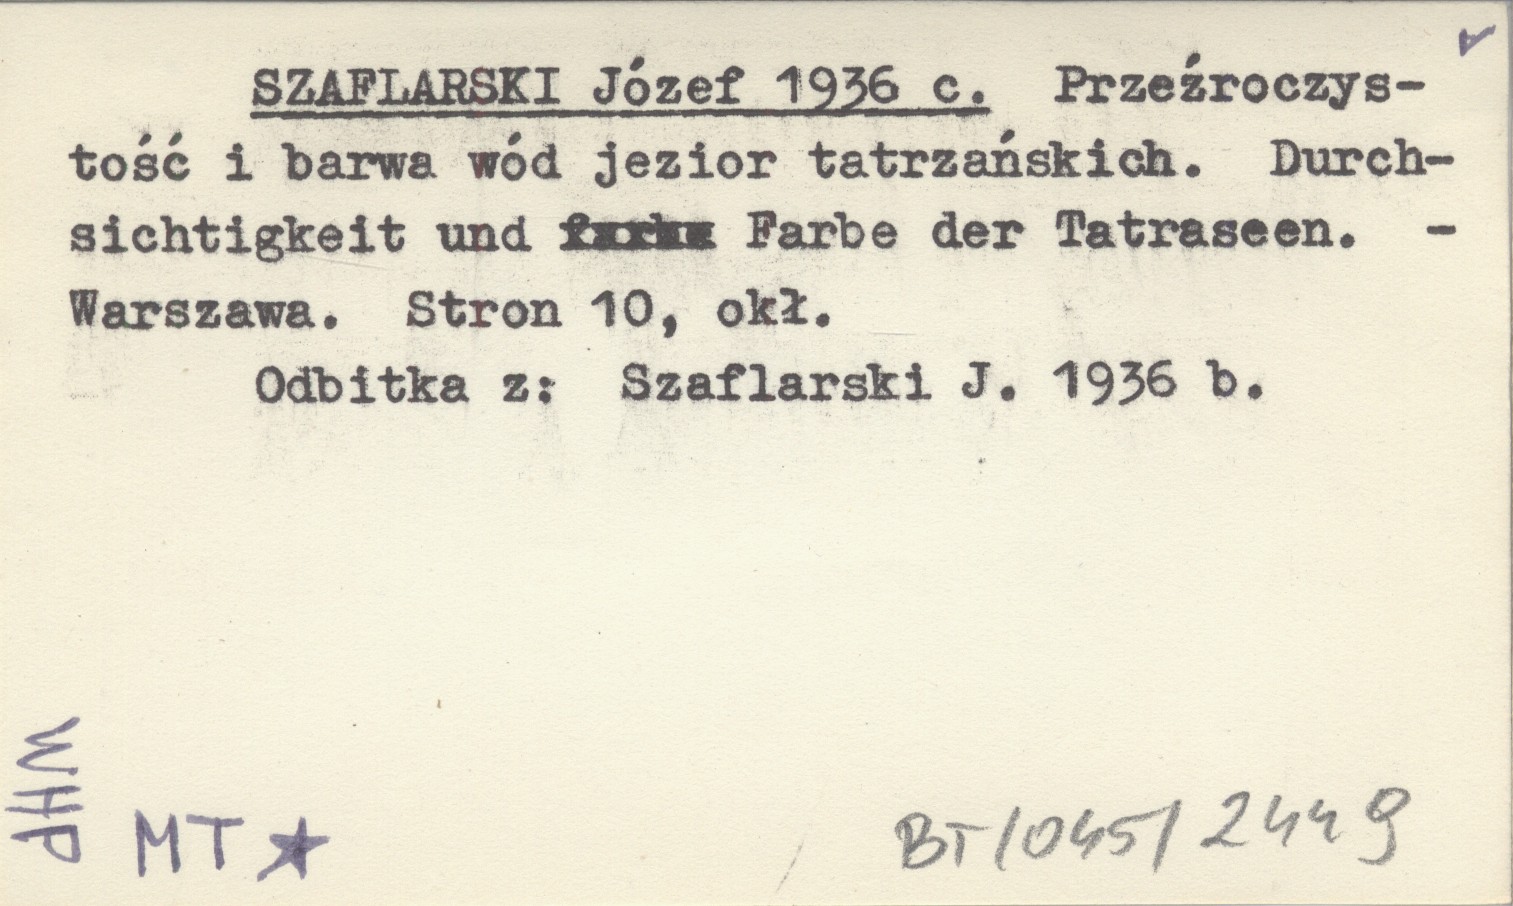 SZAFLARSKI Józef 1936 c. Przeźroczys-
tość i barwa wód jezior tatrzańskich. Durch-
sichtigkeit und Farbe der Tatraseen. -
Warszawa. Stron 10, okł.
Odbitka z: Szaflarski J. 1936 b.
WHP
MT ★
BT/045/2449